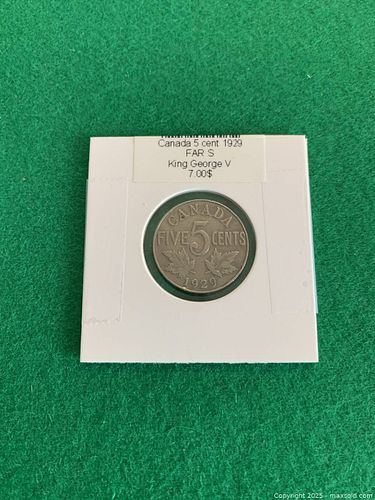 Canada 5 cent 1929
FAR S
King George V
7.00$
CANADA
FIVE 5 CENTS
1929
Copyright 2025 - maxsold.com